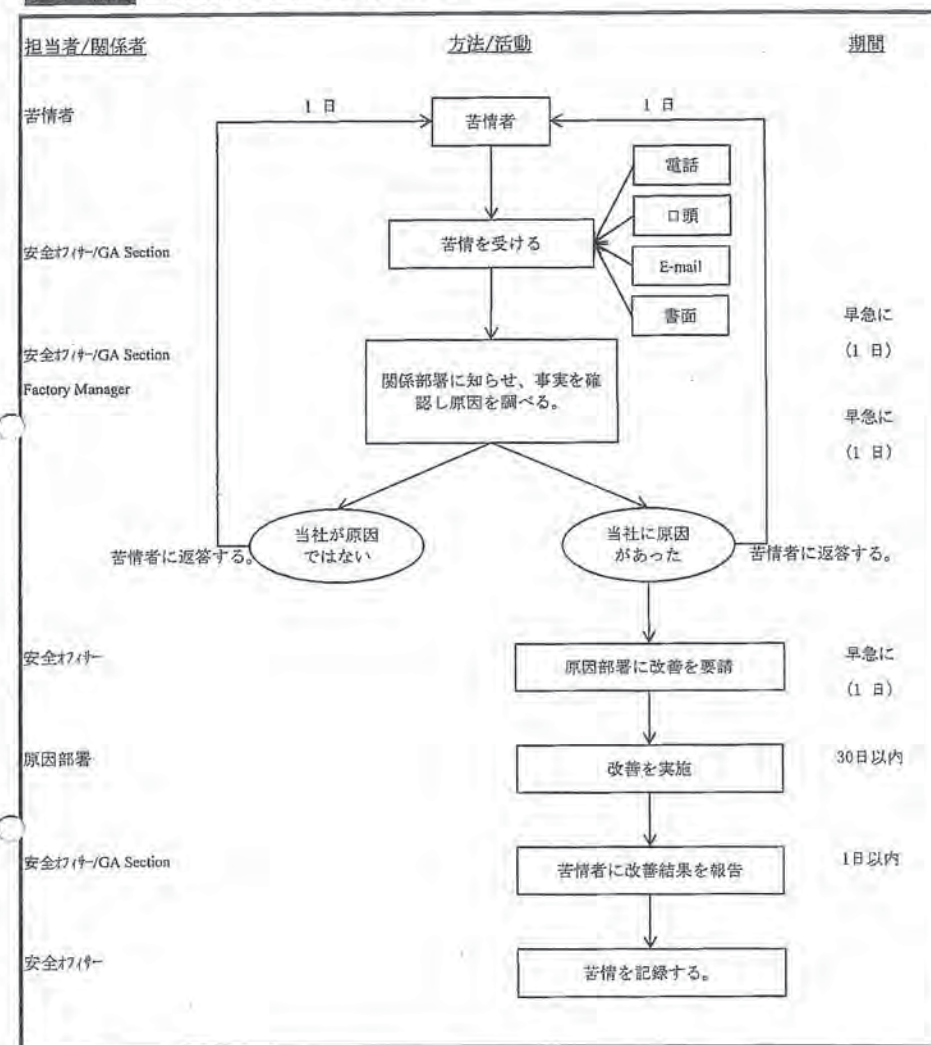 担当者/関係者 方法/活動 期間
苦情者
1 日
苦情者
1 日
電話
口頭
E-mail
書面
安全ｵﾌｨｻｰ/GA Section
苦情を受ける
早急に
(1 日)
安全ｵﾌｨｻｰ/GA Section
Factory Manager
関係部署に知らせ、事実を確
認し原因を調べる。
早急に
(1 日)
当社が原因
ではない
苦情者に返答する。
当社に原因
があった
苦情者に返答する。
安全ｵﾌｨｻｰ
原因部署に改善を要請
早急に
(1 日)
原因部署
改善を実施
30日以内
安全ｵﾌｨｻｰ/GA Section
苦情者に改善結果を報告
1日以内
安全ｵﾌｨｻｰ
苦情を記録する。